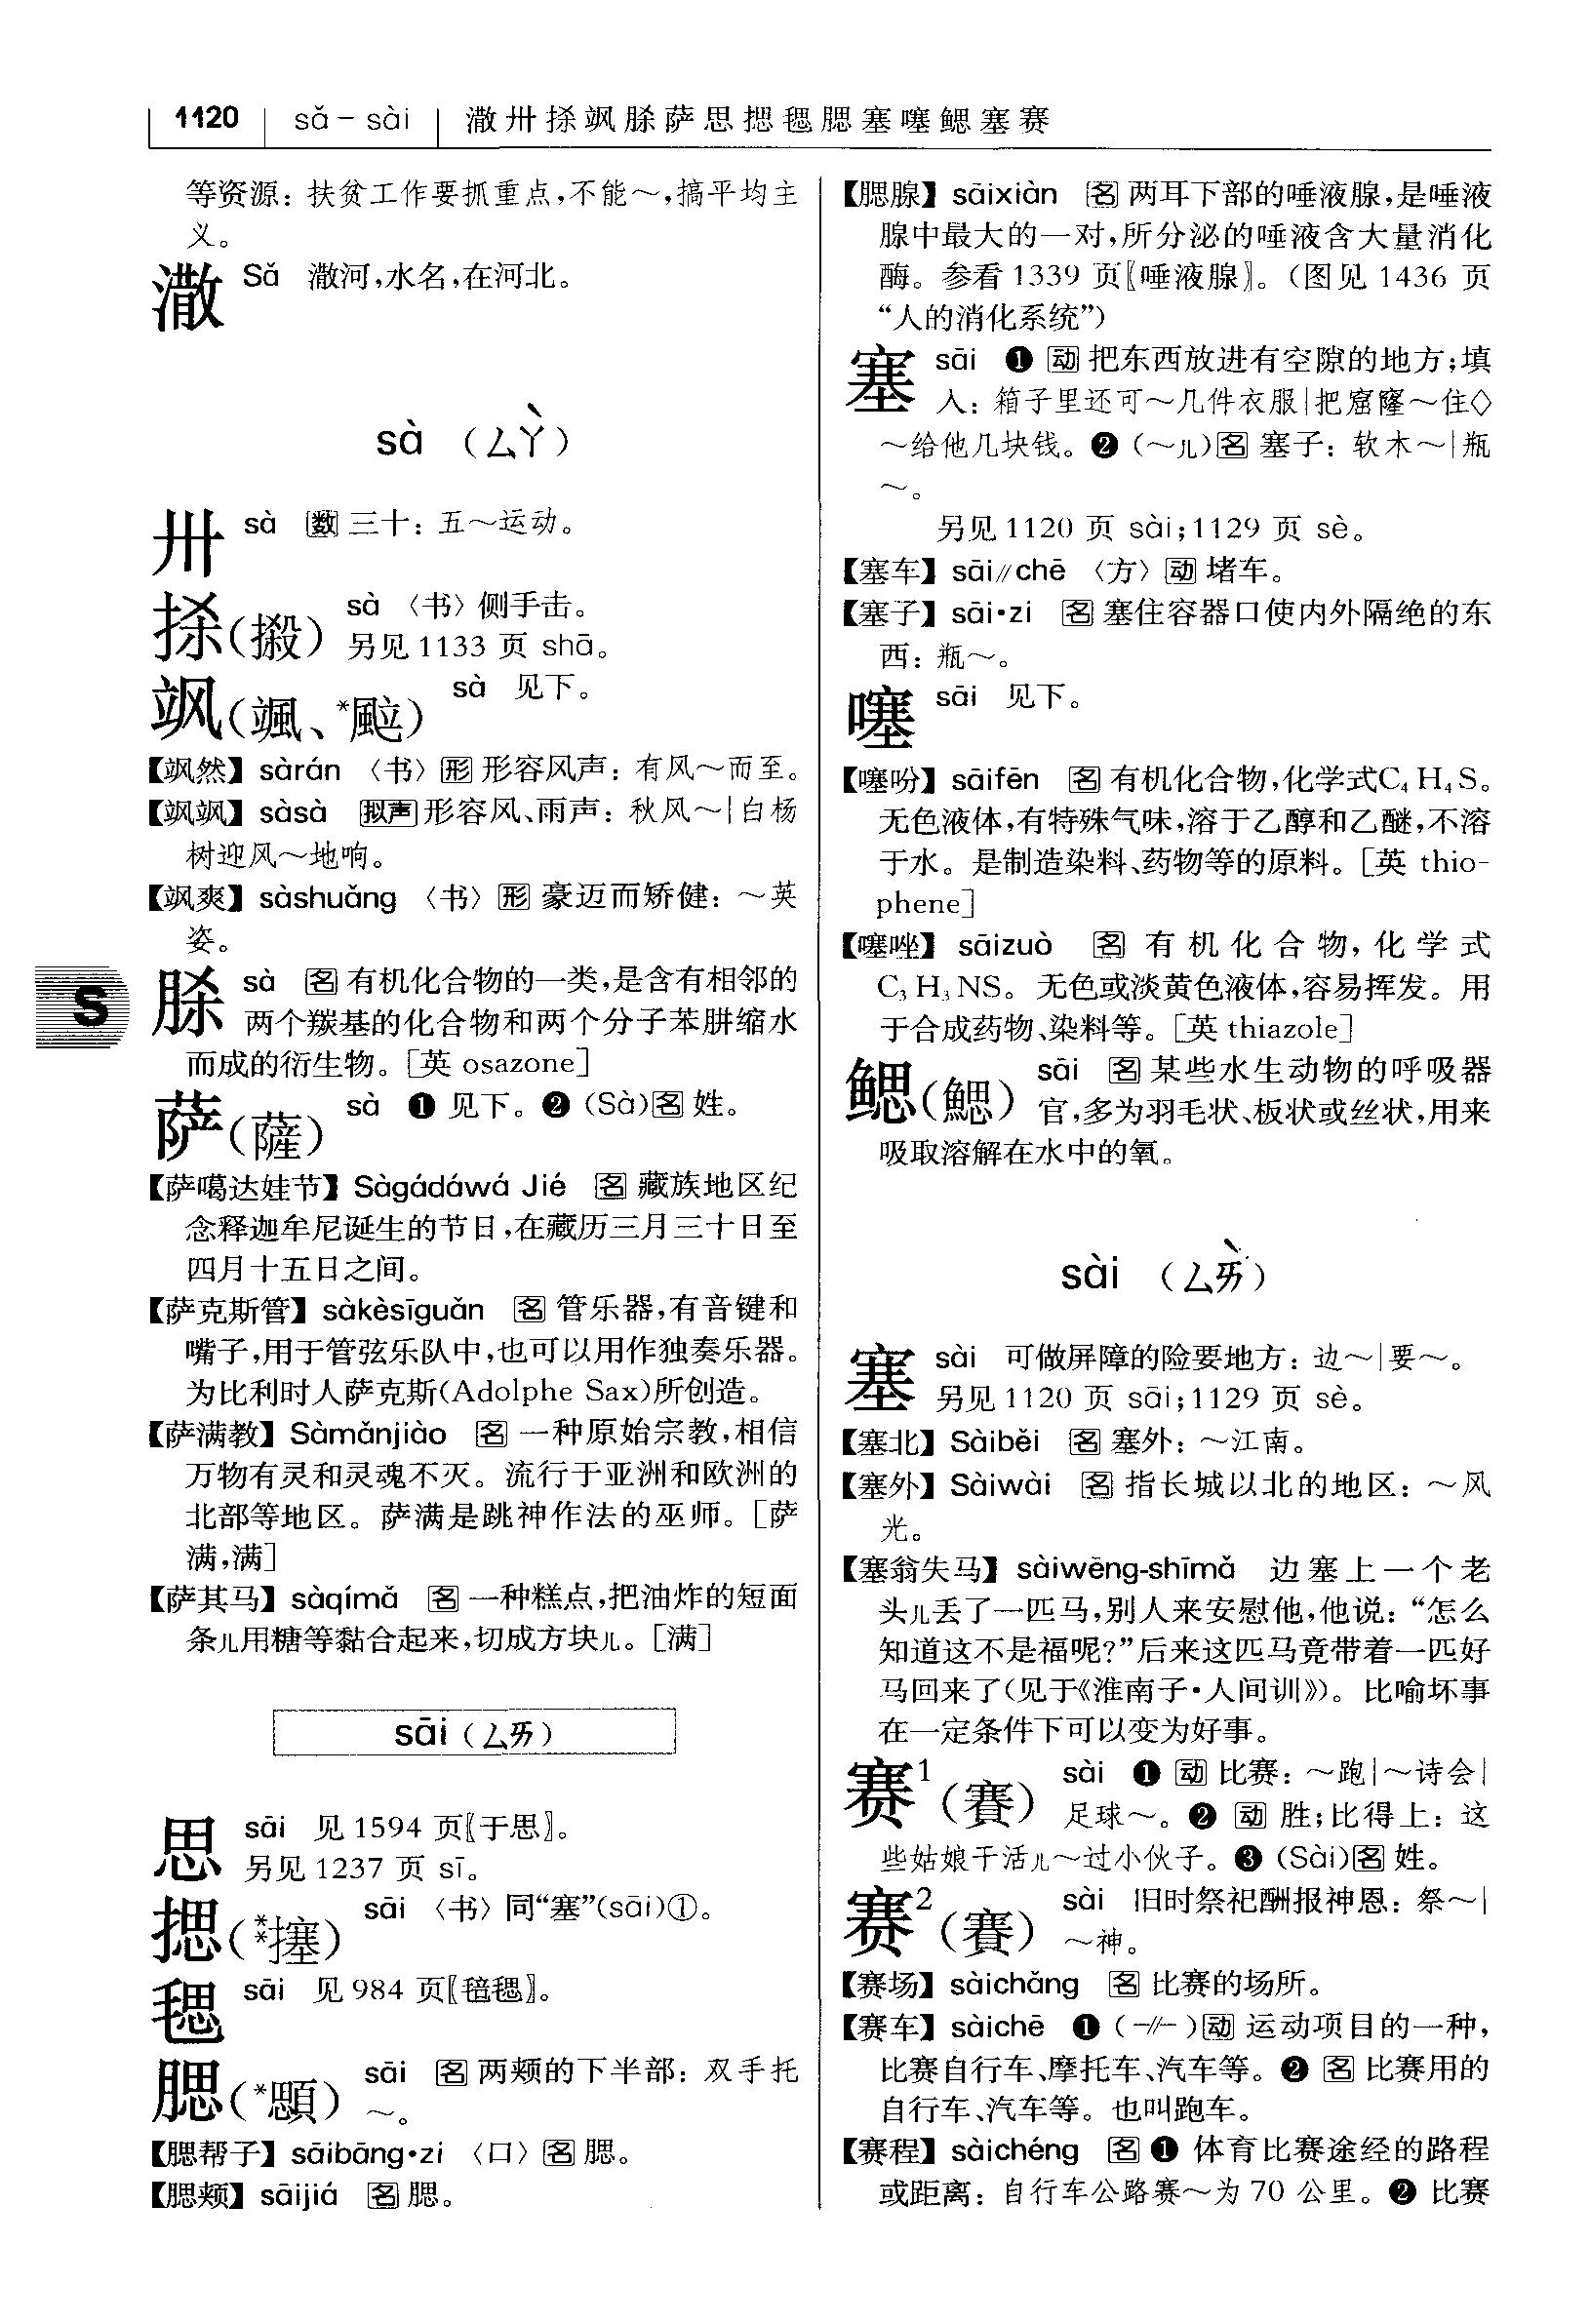 1120 sǎ－sài 潵卅挱飒脎萨思揌毸腮塞噻鳃塞赛
等资源：扶贫工作要抓重点，不能～，搞平均主
义。
潵 Sǎ 潵河，水名，在河北。
sà （ㄙㄚˋ）
卅 sà 数 三十：五～运动。
摋（摋） sà 〈书〉侧手击。
另见1133 页 shā。
飒（颯、*䬃） sà 见下。
【飒然】sàrán 〈书〉形 形容风声：有风～而至。
【飒飒】sàsà 拟声 形容风、雨声：秋风～｜白杨
树迎风～地响。
【飒爽】sàshuǎng 〈书〉形 豪迈而矫健：～英
姿。
脎 sà 名 有机化合物的一类，是含有相邻的
两个羰基的化合物和两个分子苯肼缩水
而成的衍生物。［英 osazone］
萨（薩） sà ❶ 见下。❷（Sà）名 姓。
【萨噶达娃节】Sàgádáwá Jié 名 藏族地区纪
念释迦牟尼诞生的节日，在藏历三月三十日至
四月十五日之间。
【萨克斯管】sàkèsīguǎn 名 管乐器，有音键和
嘴子，用于管弦乐队中，也可以用作独奏乐器。
为比利时人萨克斯（Adolphe Sax）所创造。
【萨满教】Sàmǎnjiào 名 一种原始宗教，相信
万物有灵和灵魂不灭。流行于亚洲和欧洲的
北部等地区。萨满是跳神作法的巫师。［萨
满，满］
【萨其马】sàqímǎ 名 一种糕点，把油炸的短面
条儿用糖等黏合起来，切成方块儿。［满］
sāi（ㄙㄞ）
思 sāi 见1594 页〖于思〗。
另见1237 页 sī。
揌（**㩙） sāi 〈书〉同“塞”（sāi）①。
毸 sāi 见984 页〖毰毸〗。
腮（*顋） sāi 名 两颊的下半部：双手托
～。
【腮帮子】sāibāng·zi 〈口〉名 腮。
【腮颊】sāijiá 名 腮。
【腮腺】sāixiàn 名 两耳下部的唾液腺，是唾液
腺中最大的一对，所分泌的唾液含大量消化
酶。参看1339 页〖唾液腺〗。（图见 1436 页
“人的消化系统”）
塞 sāi ❶ 动 把东西放进有空隙的地方；填
入：箱子里还可～几件衣服｜把窟窿～住◇
～给他几块钱。❷（～儿）名 塞子：软木～｜瓶
～。
另见1120 页 sài；1129 页 sè。
【塞车】sāi∥chē 〈方〉动 堵车。
【塞子】sāi·zi 名 塞住容器口使内外隔绝的东
西：瓶～。
噻 sāi 见下。
【噻吩】sāifēn 名 有机化合物，化学式C₄H₄S。
无色液体，有特殊气味，溶于乙醇和乙醚，不溶
于水。是制造染料、药物等的原料。［英 thio-
phene］
【噻唑】sāizuò 名 有机化合物，化学式
C₃H₃NS。无色或淡黄色液体，容易挥发。用
于合成药物、染料等。［英 thiazole］
鳃（鰓） sāi 名 某些水生动物的呼吸器
官，多为羽毛状、板状或丝状，用来
吸取溶解在水中的氧。
sài （ㄙㄞˋ）
塞 sài 可做屏障的险要地方：边～｜要～。
另见1120 页 sāi；1129 页 sè。
【塞北】Sàiběi 名 塞外：～江南。
【塞外】Sàiwài 名 指长城以北的地区：～风
光。
【塞翁失马】sàiwēng-shīmǎ 边塞上一个老
头儿丢了一匹马，别人来安慰他，他说：“怎么
知道这不是福呢？”后来这匹马竟带着一匹好
马回来了（见于《淮南子·人间训》）。比喻坏事
在一定条件下可以变为好事。
赛¹（賽） sài ❶ 动 比赛：～跑｜～诗会｜
足球～。❷ 动 胜；比得上：这
些姑娘干活儿～过小伙子。❸（Sài）名 姓。
赛²（賽） sài 旧时祭祀酬报神恩：祭～｜
～神。
【赛场】sàichǎng 名 比赛的场所。
【赛车】sàichē ❶（-∥-）动 运动项目的一种，
比赛自行车、摩托车、汽车等。❷ 名 比赛用的
自行车、汽车等。也叫跑车。
【赛程】sàichéng 名 ❶ 体育比赛途经的路程
或距离：自行车公路赛～为70 公里。❷ 比赛
S